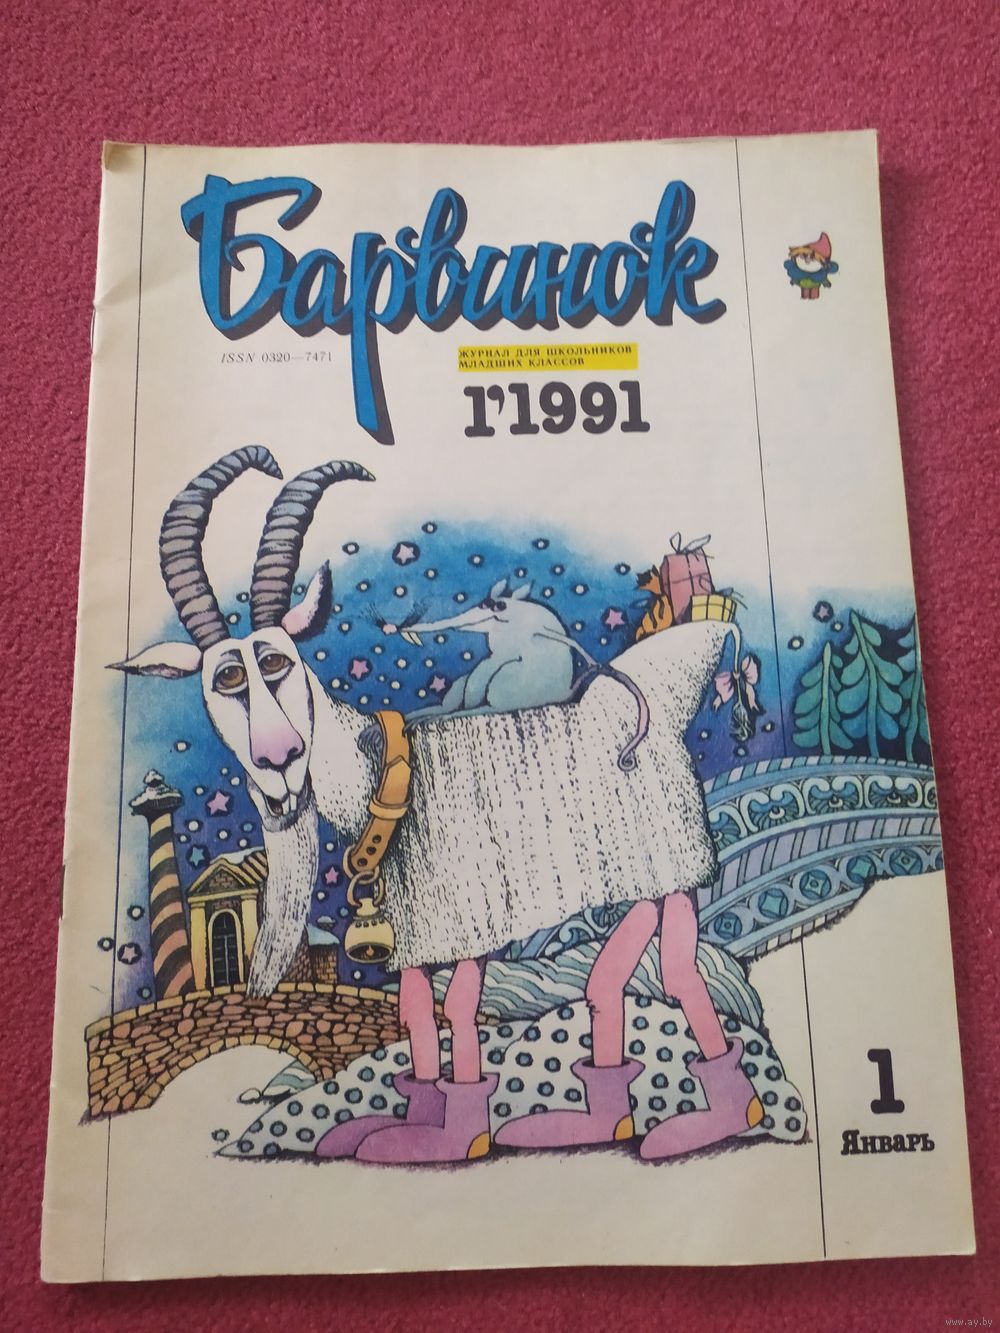 Барвинок
ISSN 0320—7471
ЖУРНАЛ ДЛЯ ШКОЛЬНИКОВ
МЛАДШИХ КЛАССОВ
1'1991
1
Январь
www.ay.by